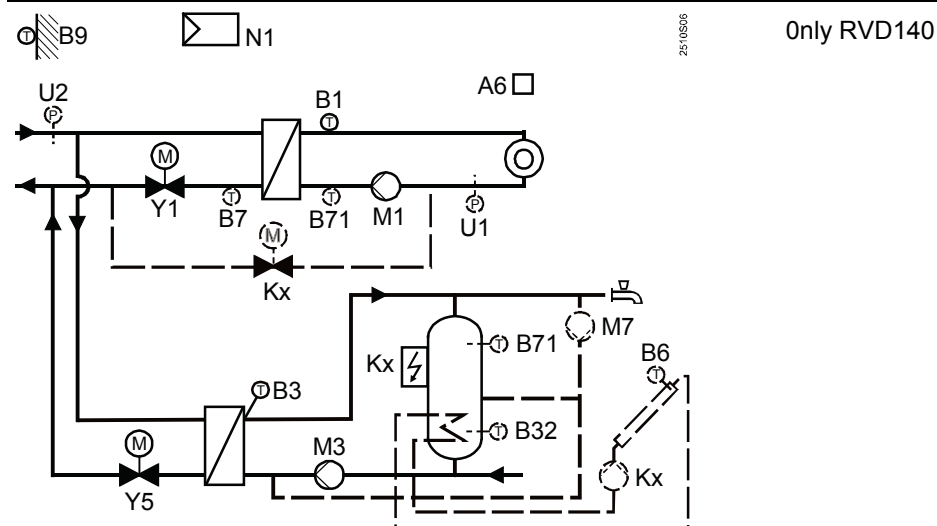 T B9
N1
2510S06
0nly RVD140
U2
P
B1
T
A6
M
Y1
T
B7
T
B71
M1
P
U1
M
Kx
M7
Kx
T B71
B6
T
T B3
T B32
M
Y5
M3
Kx